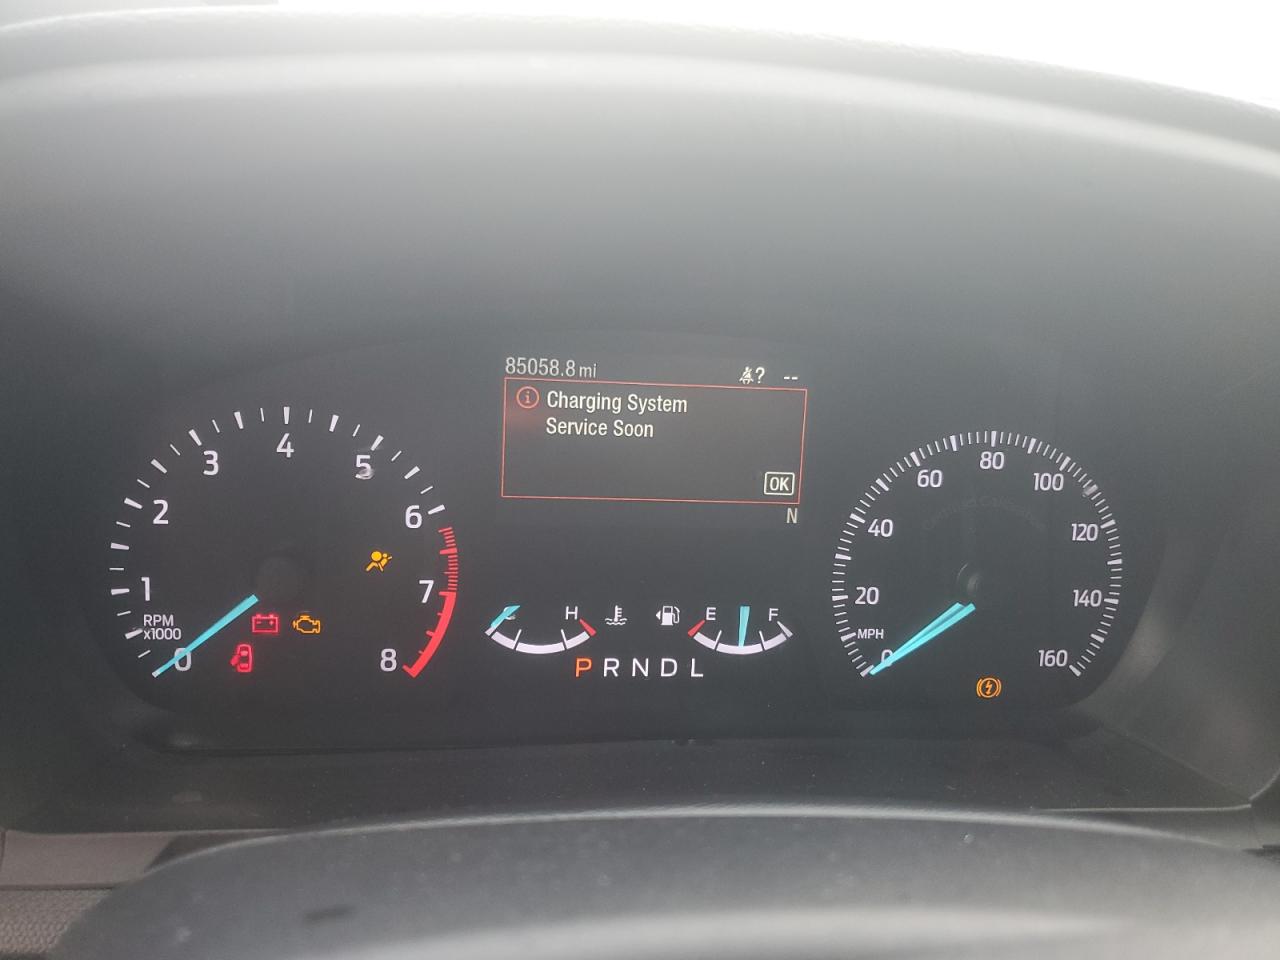 85058.8 mi
? --
Charging System
Service Soon
OK
N
0
1
2
3
4
5
6
7
8
RPM
x1000
H
E
F
P R N D L
0
20
40
60
80
100
120
140
160
MPH